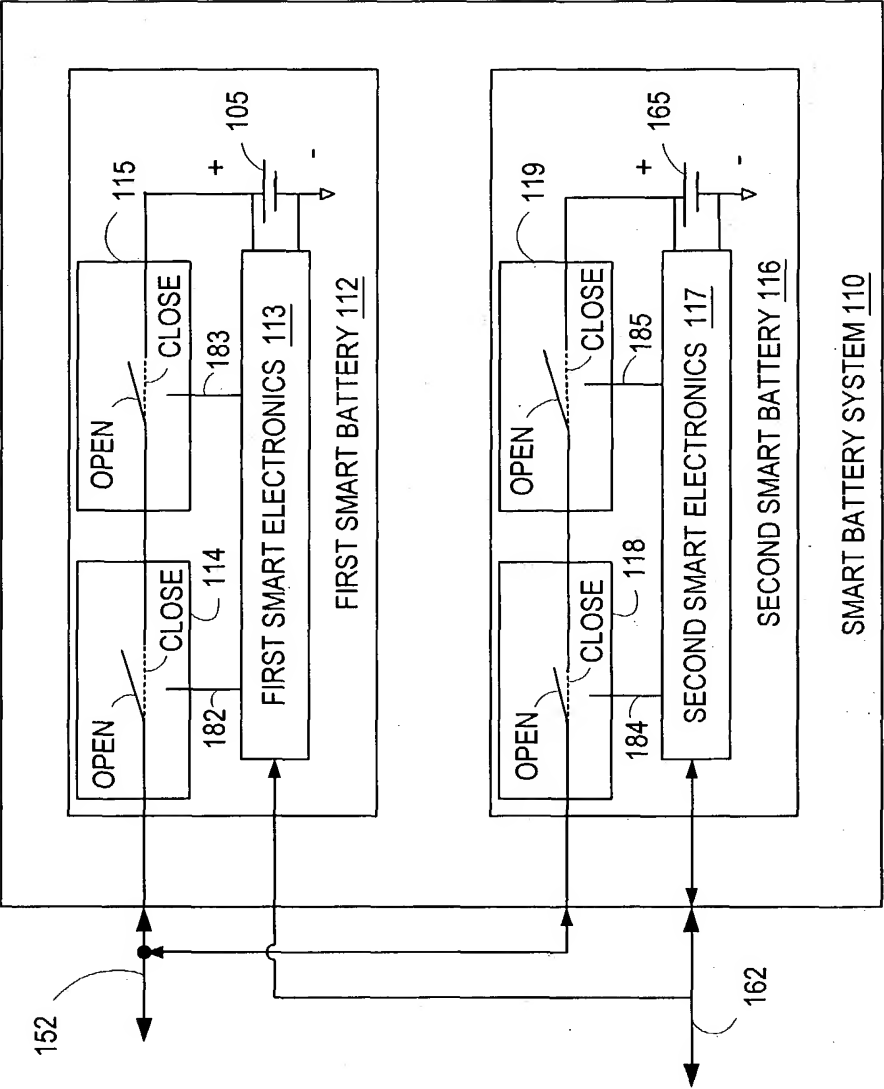 105
+
-
115
OPEN
CLOSE
183
114
OPEN
CLOSE
182
FIRST SMART ELECTRONICS 113
FIRST SMART BATTERY 112
165
+
-
119
OPEN
CLOSE
185
118
OPEN
CLOSE
184
SECOND SMART ELECTRONICS 117
SECOND SMART BATTERY 116
SMART BATTERY SYSTEM 110
152
162